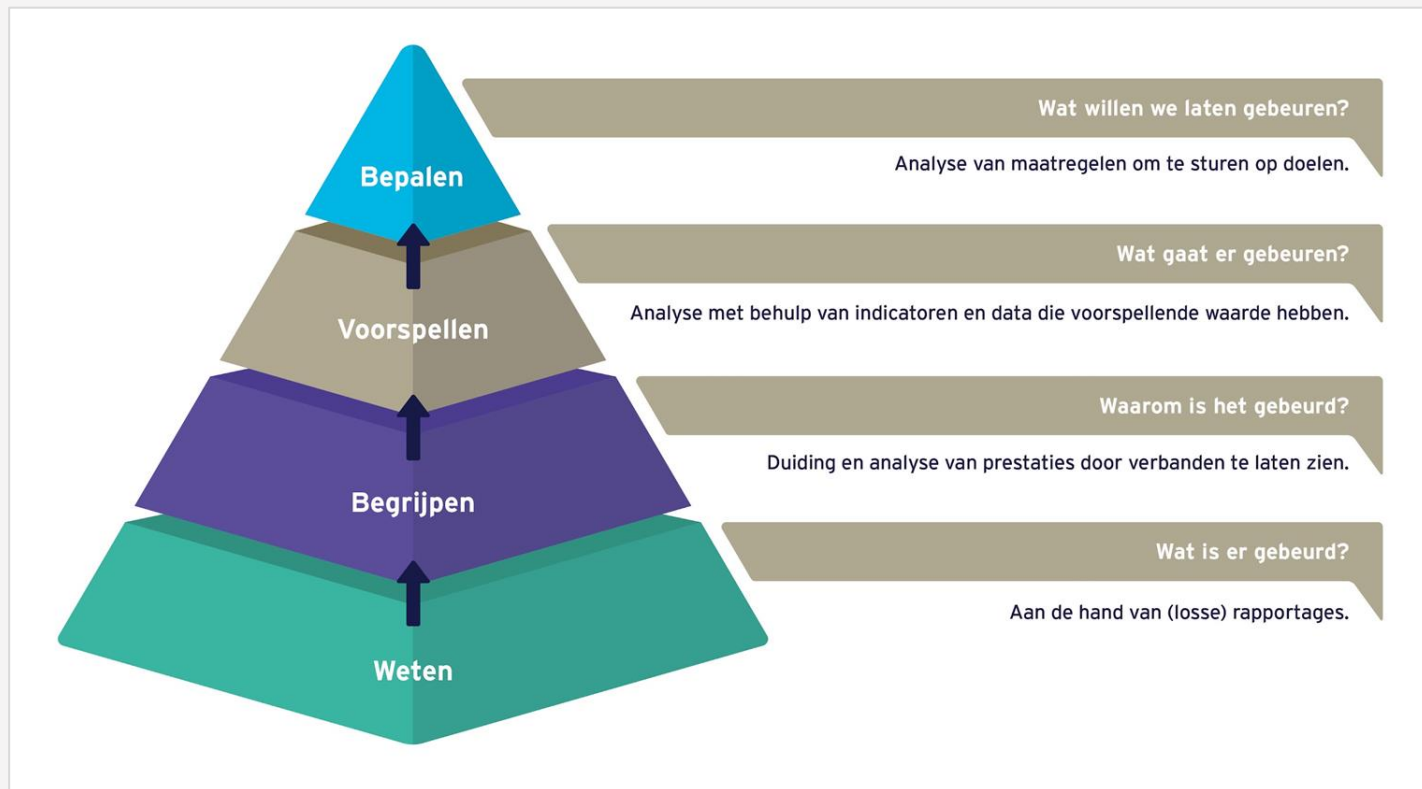 Bepalen
Wat willen we laten gebeuren?
Analyse van maatregelen om te sturen op doelen.
Voorspellen
Wat gaat er gebeuren?
Analyse met behulp van indicatoren en data die voorspellende waarde hebben.
Begrijpen
Waarom is het gebeurd?
Duiding en analyse van prestaties door verbanden te laten zien.
Weten
Wat is er gebeurd?
Aan de hand van (losse) rapportages.